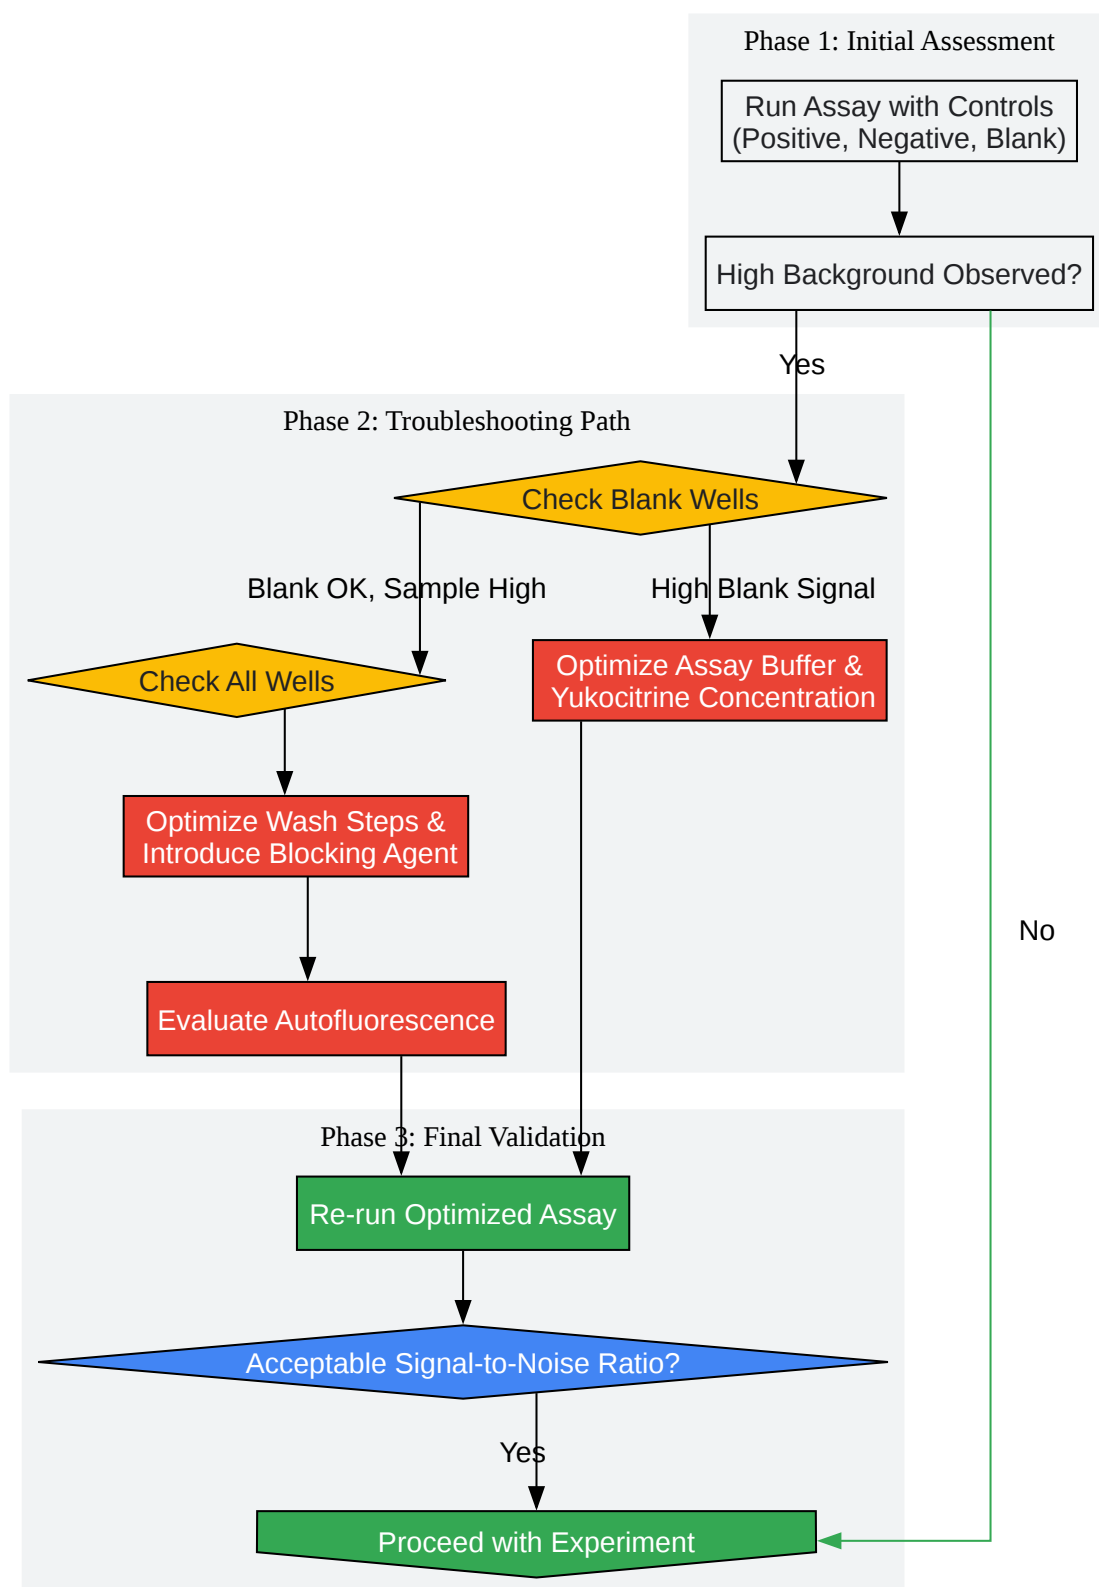 Phase 1: Initial Assessment
Run Assay with Controls
(Positive, Negative, Blank)
High Background Observed?
Yes
Phase 2: Troubleshooting Path
Check Blank Wells
Blank OK, Sample High
High Blank Signal
Check All Wells
Optimize Assay Buffer &
Yukocitrine Concentration
Optimize Wash Steps &
Introduce Blocking Agent
No
Evaluate Autofluorescence
Phase 3: Final Validation
Re-run Optimized Assay
Acceptable Signal-to-Noise Ratio?
Yes
Proceed with Experiment